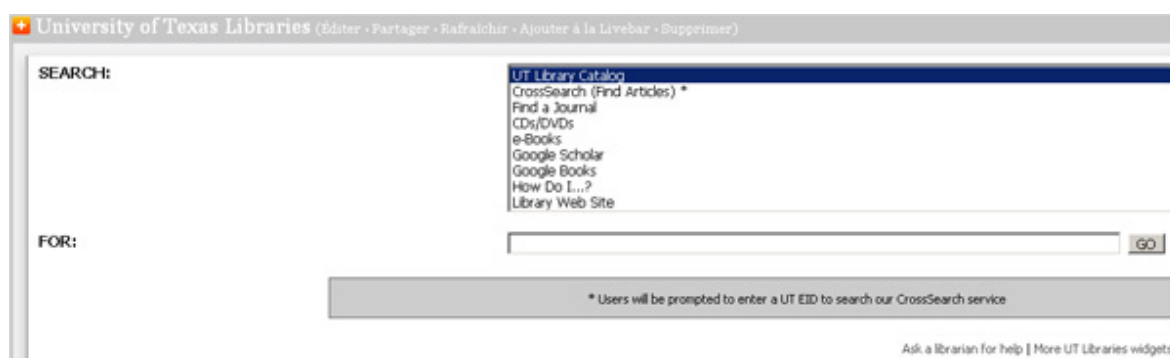 University of Texas Libraries (Éditer · Partager · Rafraîchir · Ajouter à la Livebar · Supprimer)
SEARCH:
UT Library Catalog
CrossSearch (Find Articles) *
Find a Journal
CDs/DVDs
e-Books
Google Scholar
Google Books
How Do I...?
Library Web Site
FOR:
GO
* Users will be prompted to enter a UT EID to search our CrossSearch service
Ask a librarian for help | More UT Libraries widgets